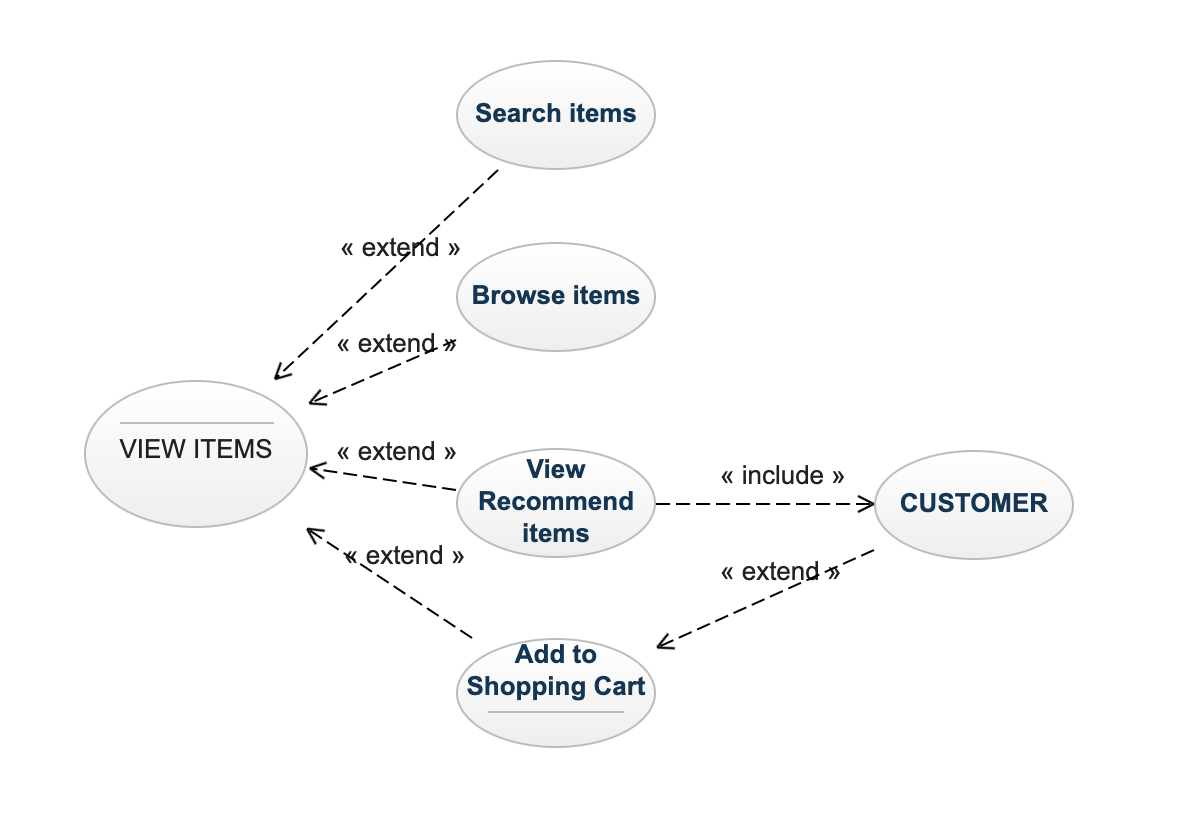 Search items
« extend »
Browse items
« extend »
VIEW ITEMS
« extend »
View
Recommend
items
« include »
CUSTOMER
« extend »
« extend »
Add to
Shopping Cart